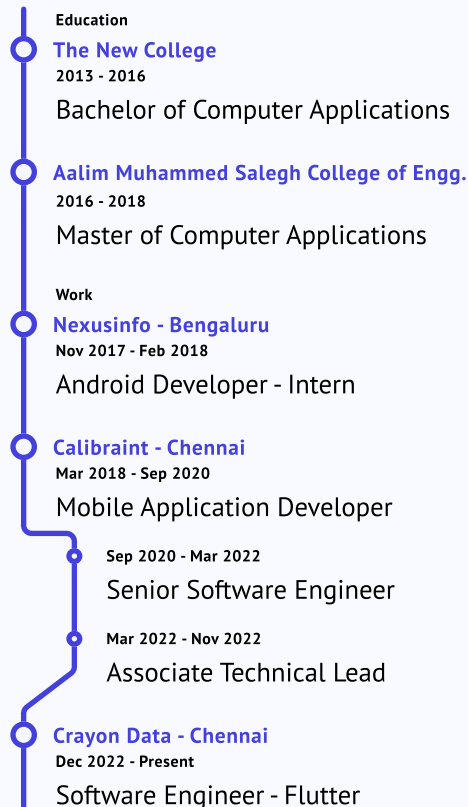 Education
The New College
2013 - 2016
Bachelor of Computer Applications
Aalim Muhammed Salegh College of Engg.
2016 - 2018
Master of Computer Applications
Work
Nexusinfo - Bengaluru
Nov 2017 - Feb 2018
Android Developer - Intern
Calibraint - Chennai
Mar 2018 - Sep 2020
Mobile Application Developer
Sep 2020 - Mar 2022
Senior Software Engineer
Mar 2022 - Nov 2022
Associate Technical Lead
Crayon Data - Chennai
Dec 2022 - Present
Software Engineer - Flutter